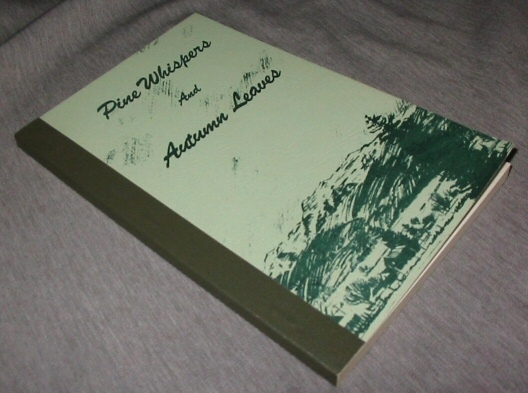 Pine Whispers
And
Autumn Leaves